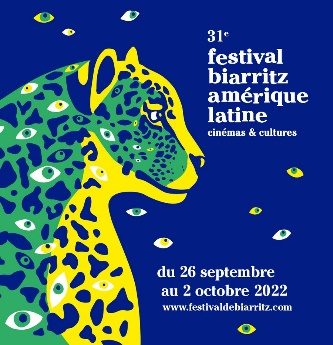 31e
festival
biarritz
amérique
latine
cinémas & cultures
du 26 septembre
au 2 octobre 2022
www.festivaldebiarritz.com